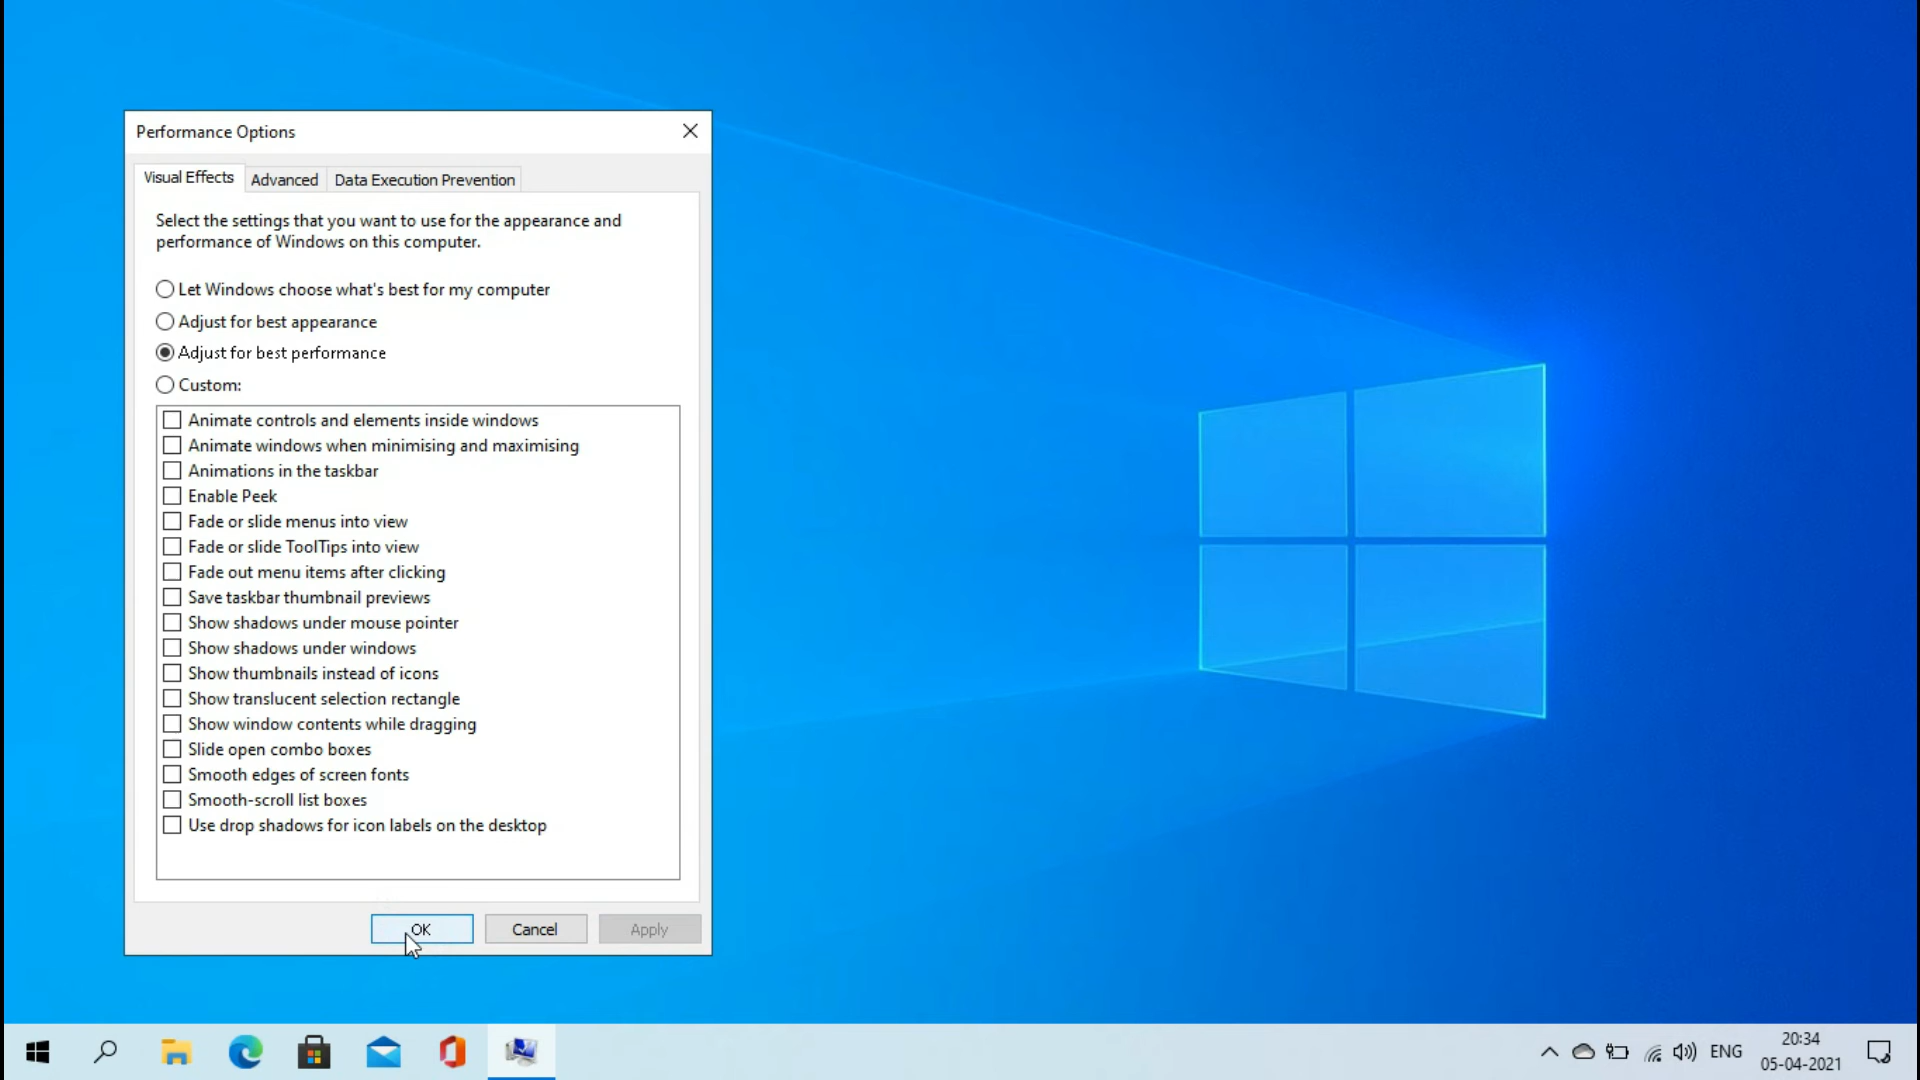 Performance Options
Visual Effects
Advanced
Data Execution Prevention
Select the settings that you want to use for the appearance and
performance of Windows on this computer.
Let Windows choose what's best for my computer
Adjust for best appearance
Adjust for best performance
Custom:
Animate controls and elements inside windows
Animate windows when minimising and maximising
Animations in the taskbar
Enable Peek
Fade or slide menus into view
Fade or slide ToolTips into view
Fade out menu items after clicking
Save taskbar thumbnail previews
Show shadows under mouse pointer
Show shadows under windows
Show thumbnails instead of icons
Show translucent selection rectangle
Show window contents while dragging
Slide open combo boxes
Smooth edges of screen fonts
Smooth-scroll list boxes
Use drop shadows for icon labels on the desktop
OK
Cancel
Apply
ENG
20:34
05-04-2021